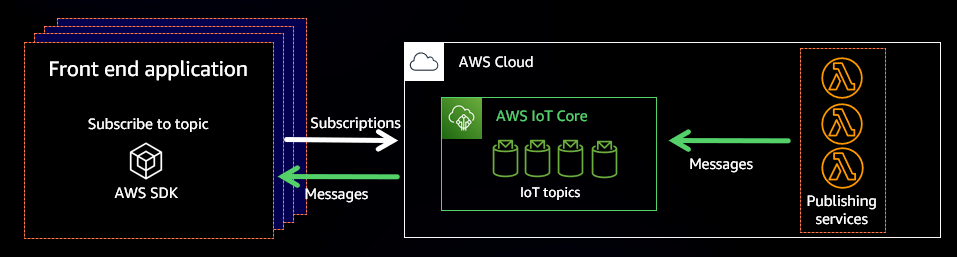 Front end application
Subscribe to topic
AWS SDK
Subscriptions
Messages
AWS Cloud
AWS IoT Core
IoT topics
Messages
Publishing
services